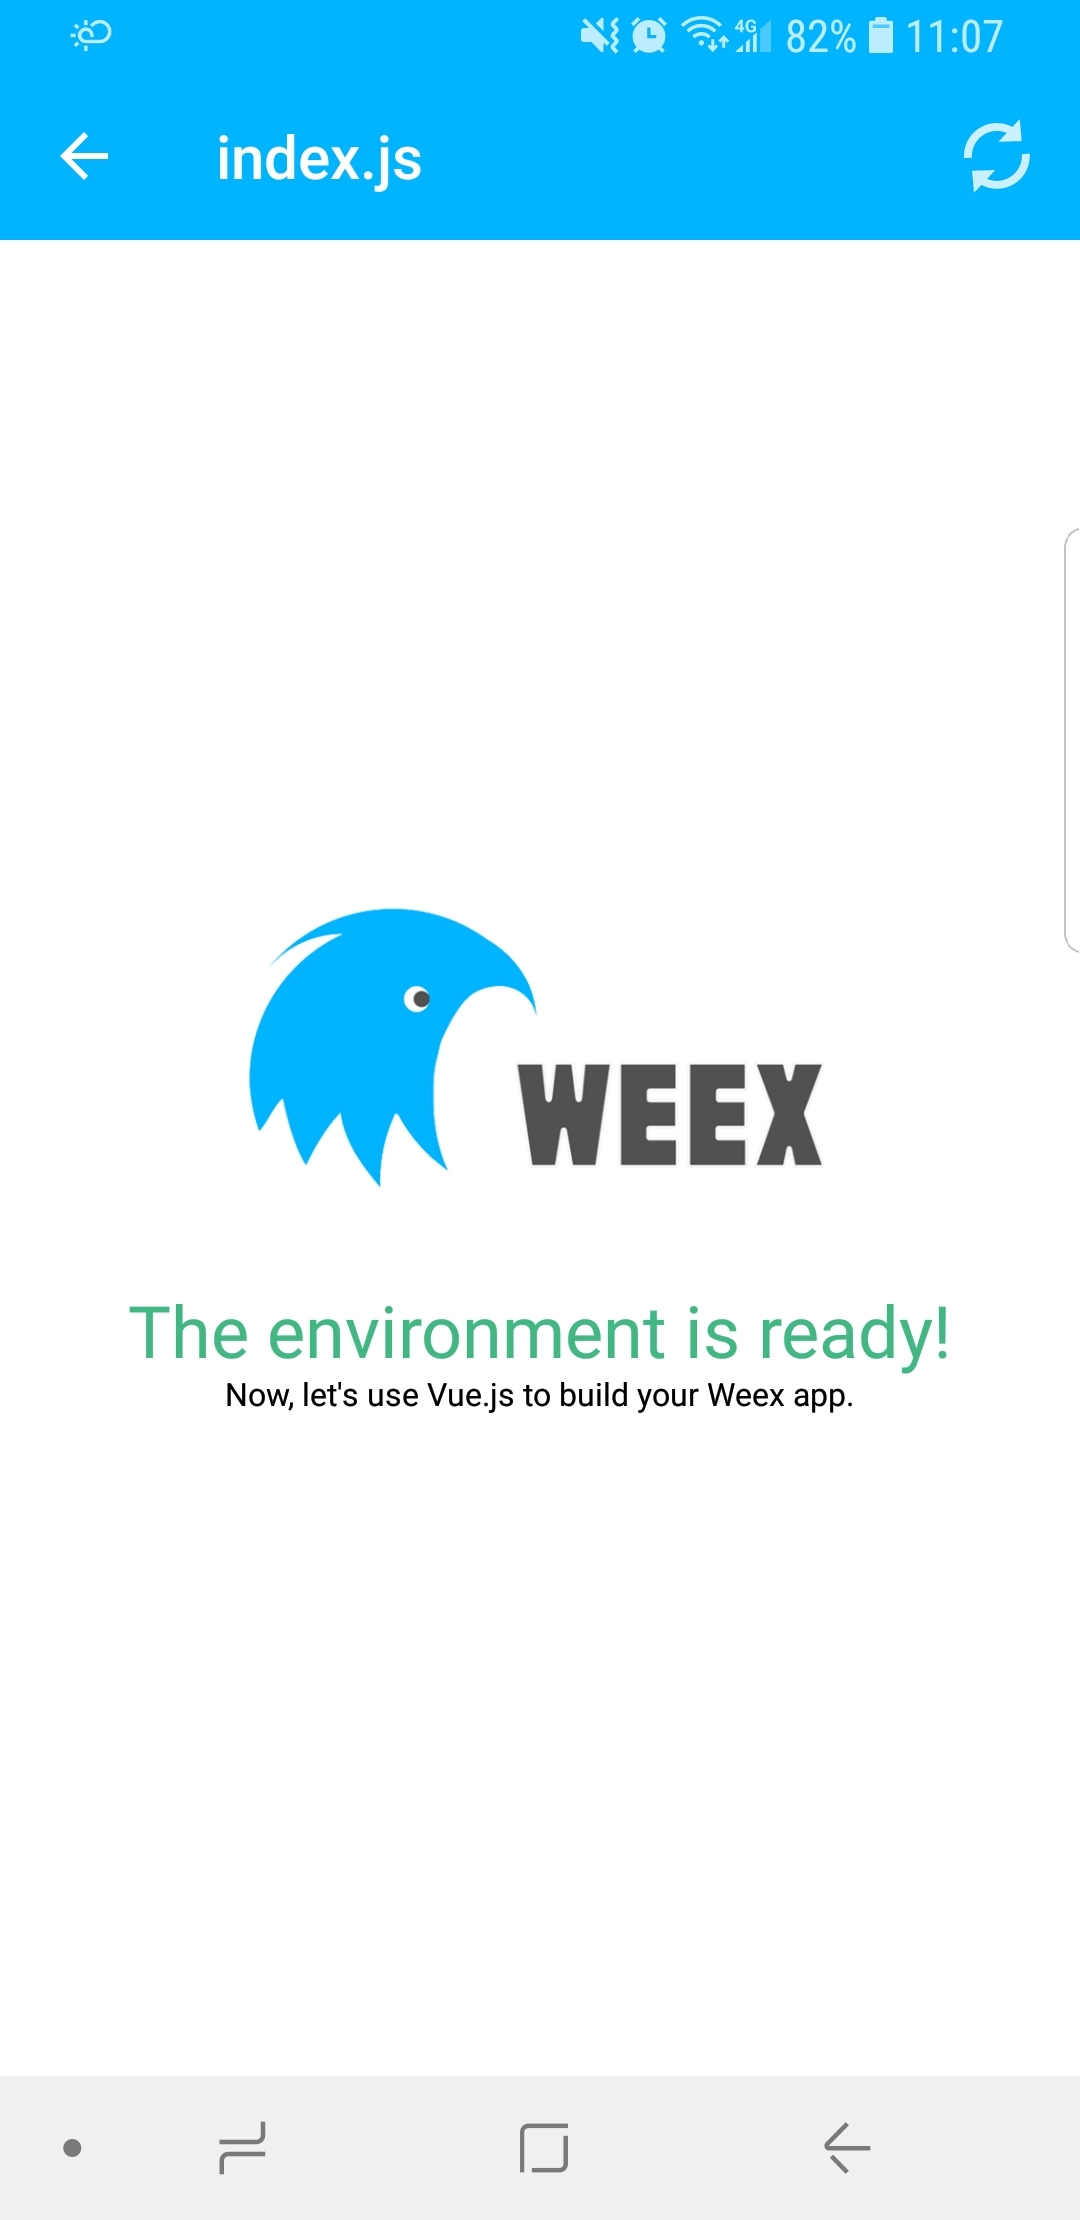 4G 82% 11:07
index.js
WEEX
The environment is ready!
Now, let's use Vue.js to build your Weex app.